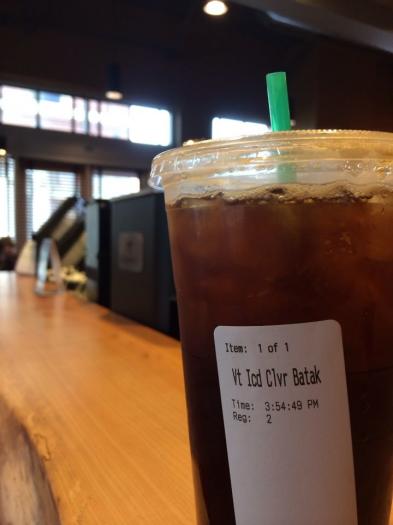 Item: 1 of 1
Vt Icd Clvr Batak
Time: 3:54:49 PM
Reg: 2